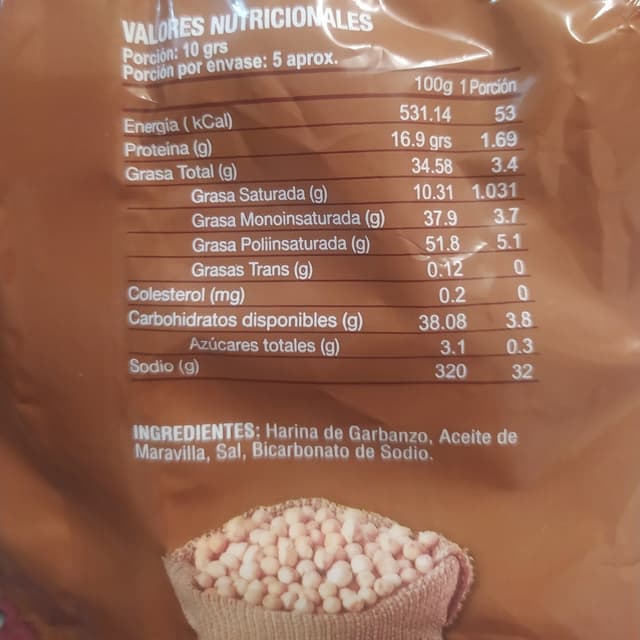 VALORES NUTRICIONALES
Porción: 10 grs
Porción por envase: 5 aprox.
100g 1 Porción
Energía ( kCal) 531.14 53
Proteina (g) 16.9 grs 1.69
Grasa Total (g) 34.58 3.4
Grasa Saturada (g) 10.31 1.031
Grasa Monoinsaturada (g) 37.9 3.7
Grasa Poliinsaturada (g) 51.8 5.1
Grasas Trans (g) 0.12 0
Colesterol (mg) 0.2 0
Carbohidratos disponibles (g) 38.08 3.8
Azúcares totales (g) 3.1 0.3
Sodio (g) 320 32
INGREDIENTES: Harina de Garbanzo, Aceite de
Maravilla, Sal, Bicarbonato de Sodio.